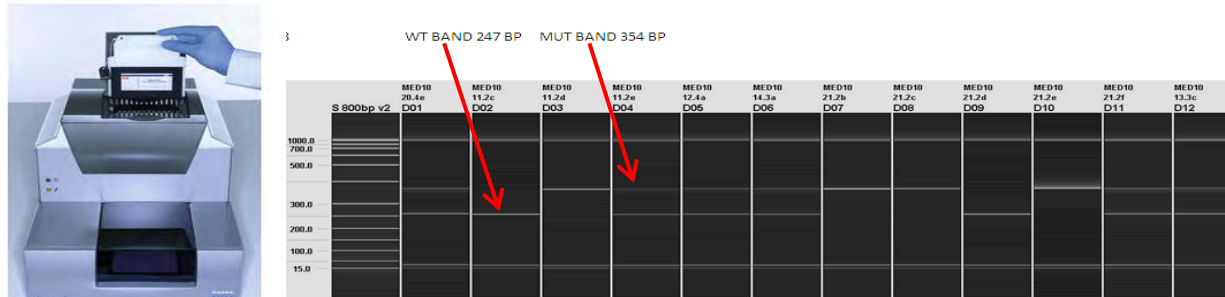 3
WT BAND 247 BP MUT BAND 354 BP
MED10 MED10 MED10 MED10 MED10 MED10 MED10 MED10 MED10 MED10 MED10 MED10
20.4e 11.2c 11.2d 11.2e 12.4a 14.3a 21.2b 21.2c 21.2d 21.2e 21.2f 13.3c
S 800bp v2 D01 D02 D03 D04 D05 D06 D07 D08 D09 D10 D11 D12
1000.0
700.0
500.0
300.0
200.0
100.0
15.0